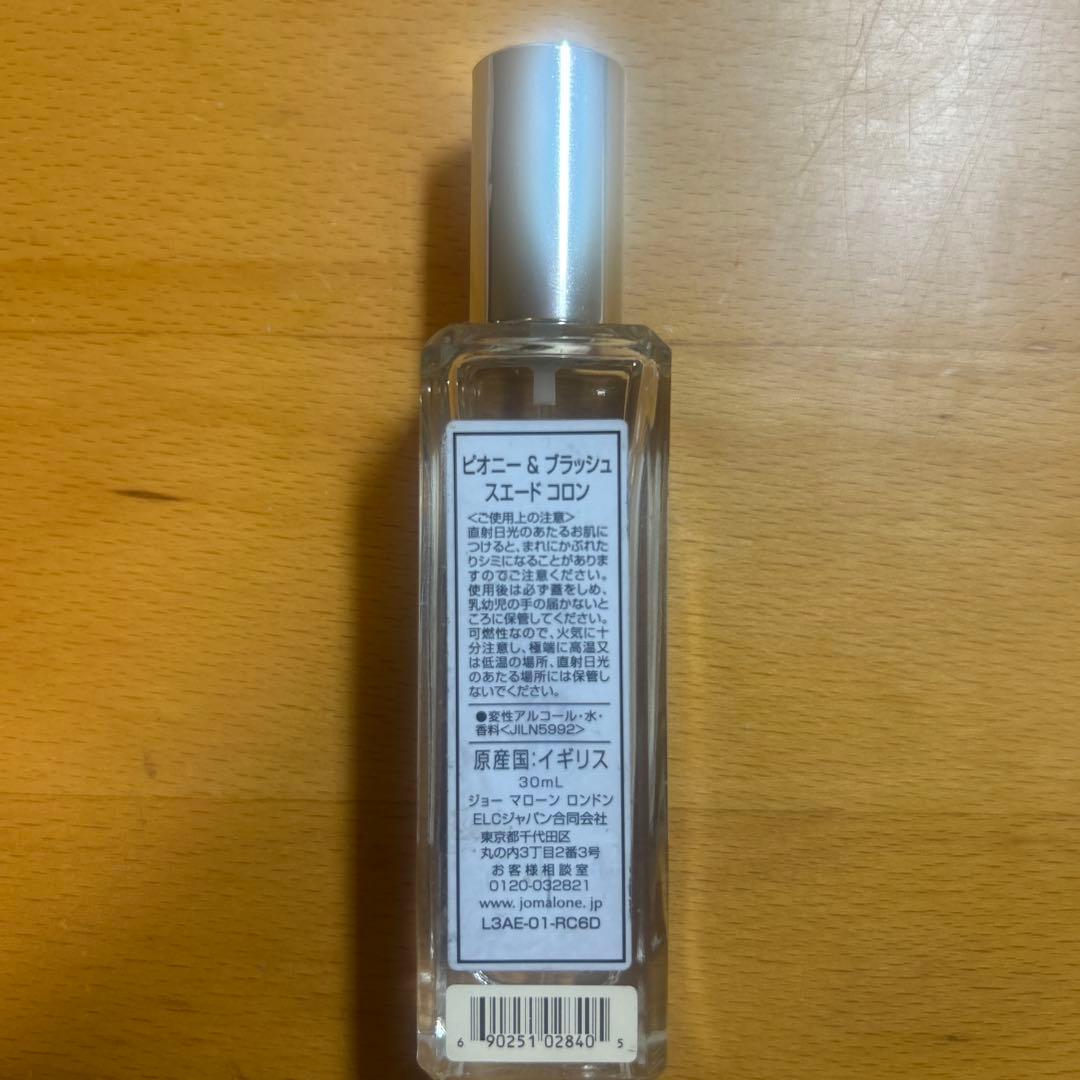 ピオニー & ブラッシュ
スエード コロン
<ご使用上の注意>
直射日光のあたるお肌に
つけると、まれにかぶれた
りシミになることがありま
すのでご注意ください。
使用後は必ず蓋をしめ、
乳幼児の手の届かないと
ころに保管してください。
可燃性なので、火気に十
分注意し、極端に高温又
は低温の場所、直射日光
のあたる場所には保管し
ないでください。
●変性アルコール・水・
香料<JILN5992>
原産国:イギリス
30mL
ジョー マローン ロンドン
ELCジャパン合同会社
東京都千代田区
丸の内3丁目2番3号
お客様相談室
0120-032821
www.jomalone.jp
L3AE-01-RC6D
6 90251 02840 5